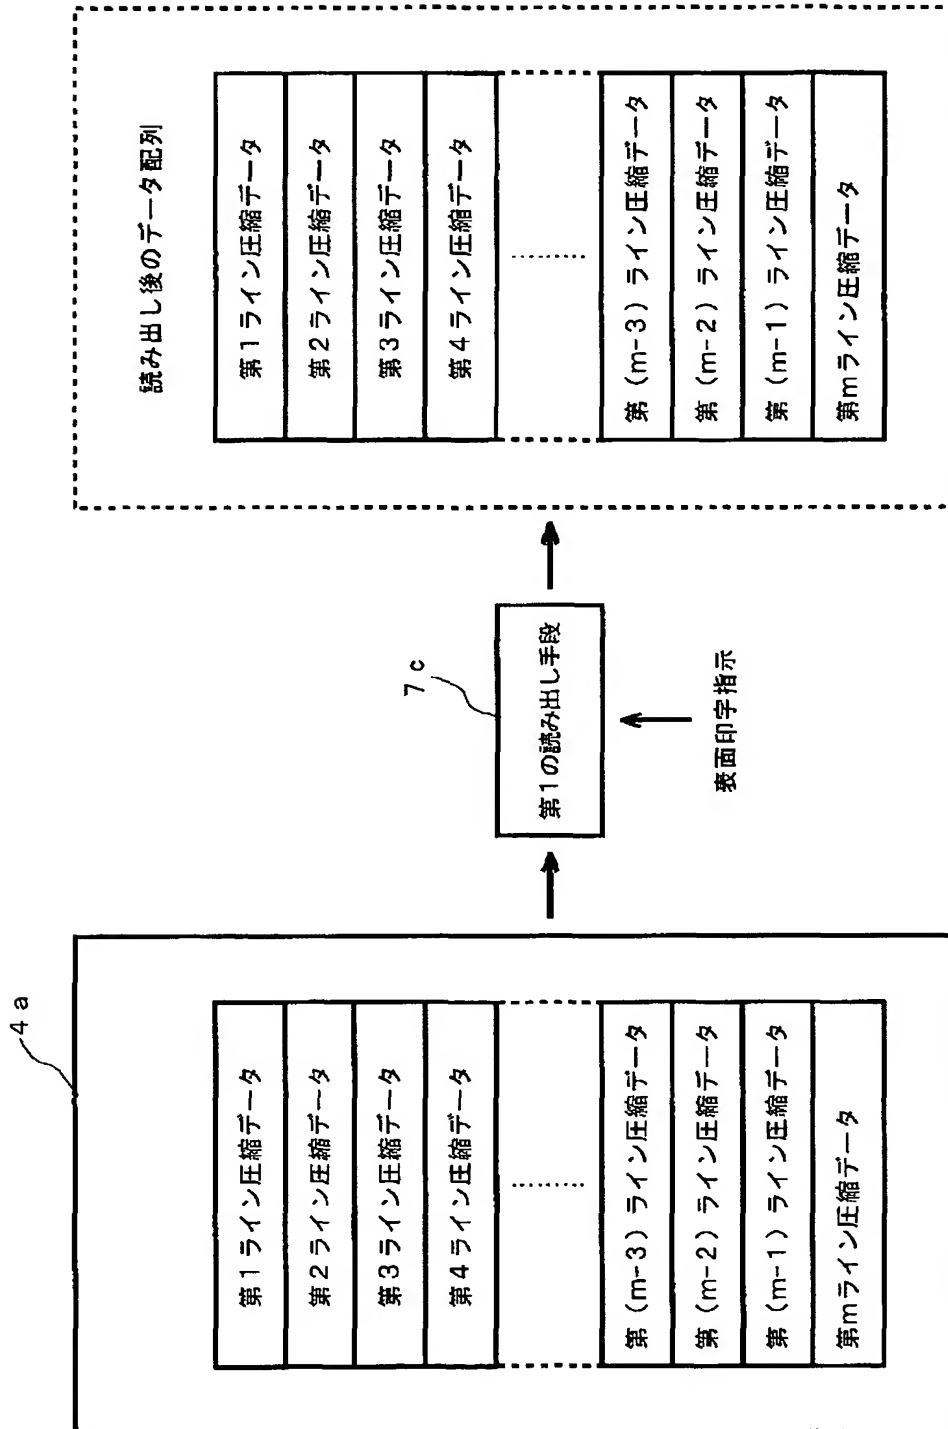 4a
第1ライン圧縮データ
第2ライン圧縮データ
第3ライン圧縮データ
第4ライン圧縮データ
第(m-3)ライン圧縮データ
第(m-2)ライン圧縮データ
第(m-1)ライン圧縮データ
第mライン圧縮データ
7c
第1の読み出し手段
表面印字指示
読み出し後のデータ配列
第1ライン圧縮データ
第2ライン圧縮データ
第3ライン圧縮データ
第4ライン圧縮データ
第(m-3)ライン圧縮データ
第(m-2)ライン圧縮データ
第(m-1)ライン圧縮データ
第mライン圧縮データ